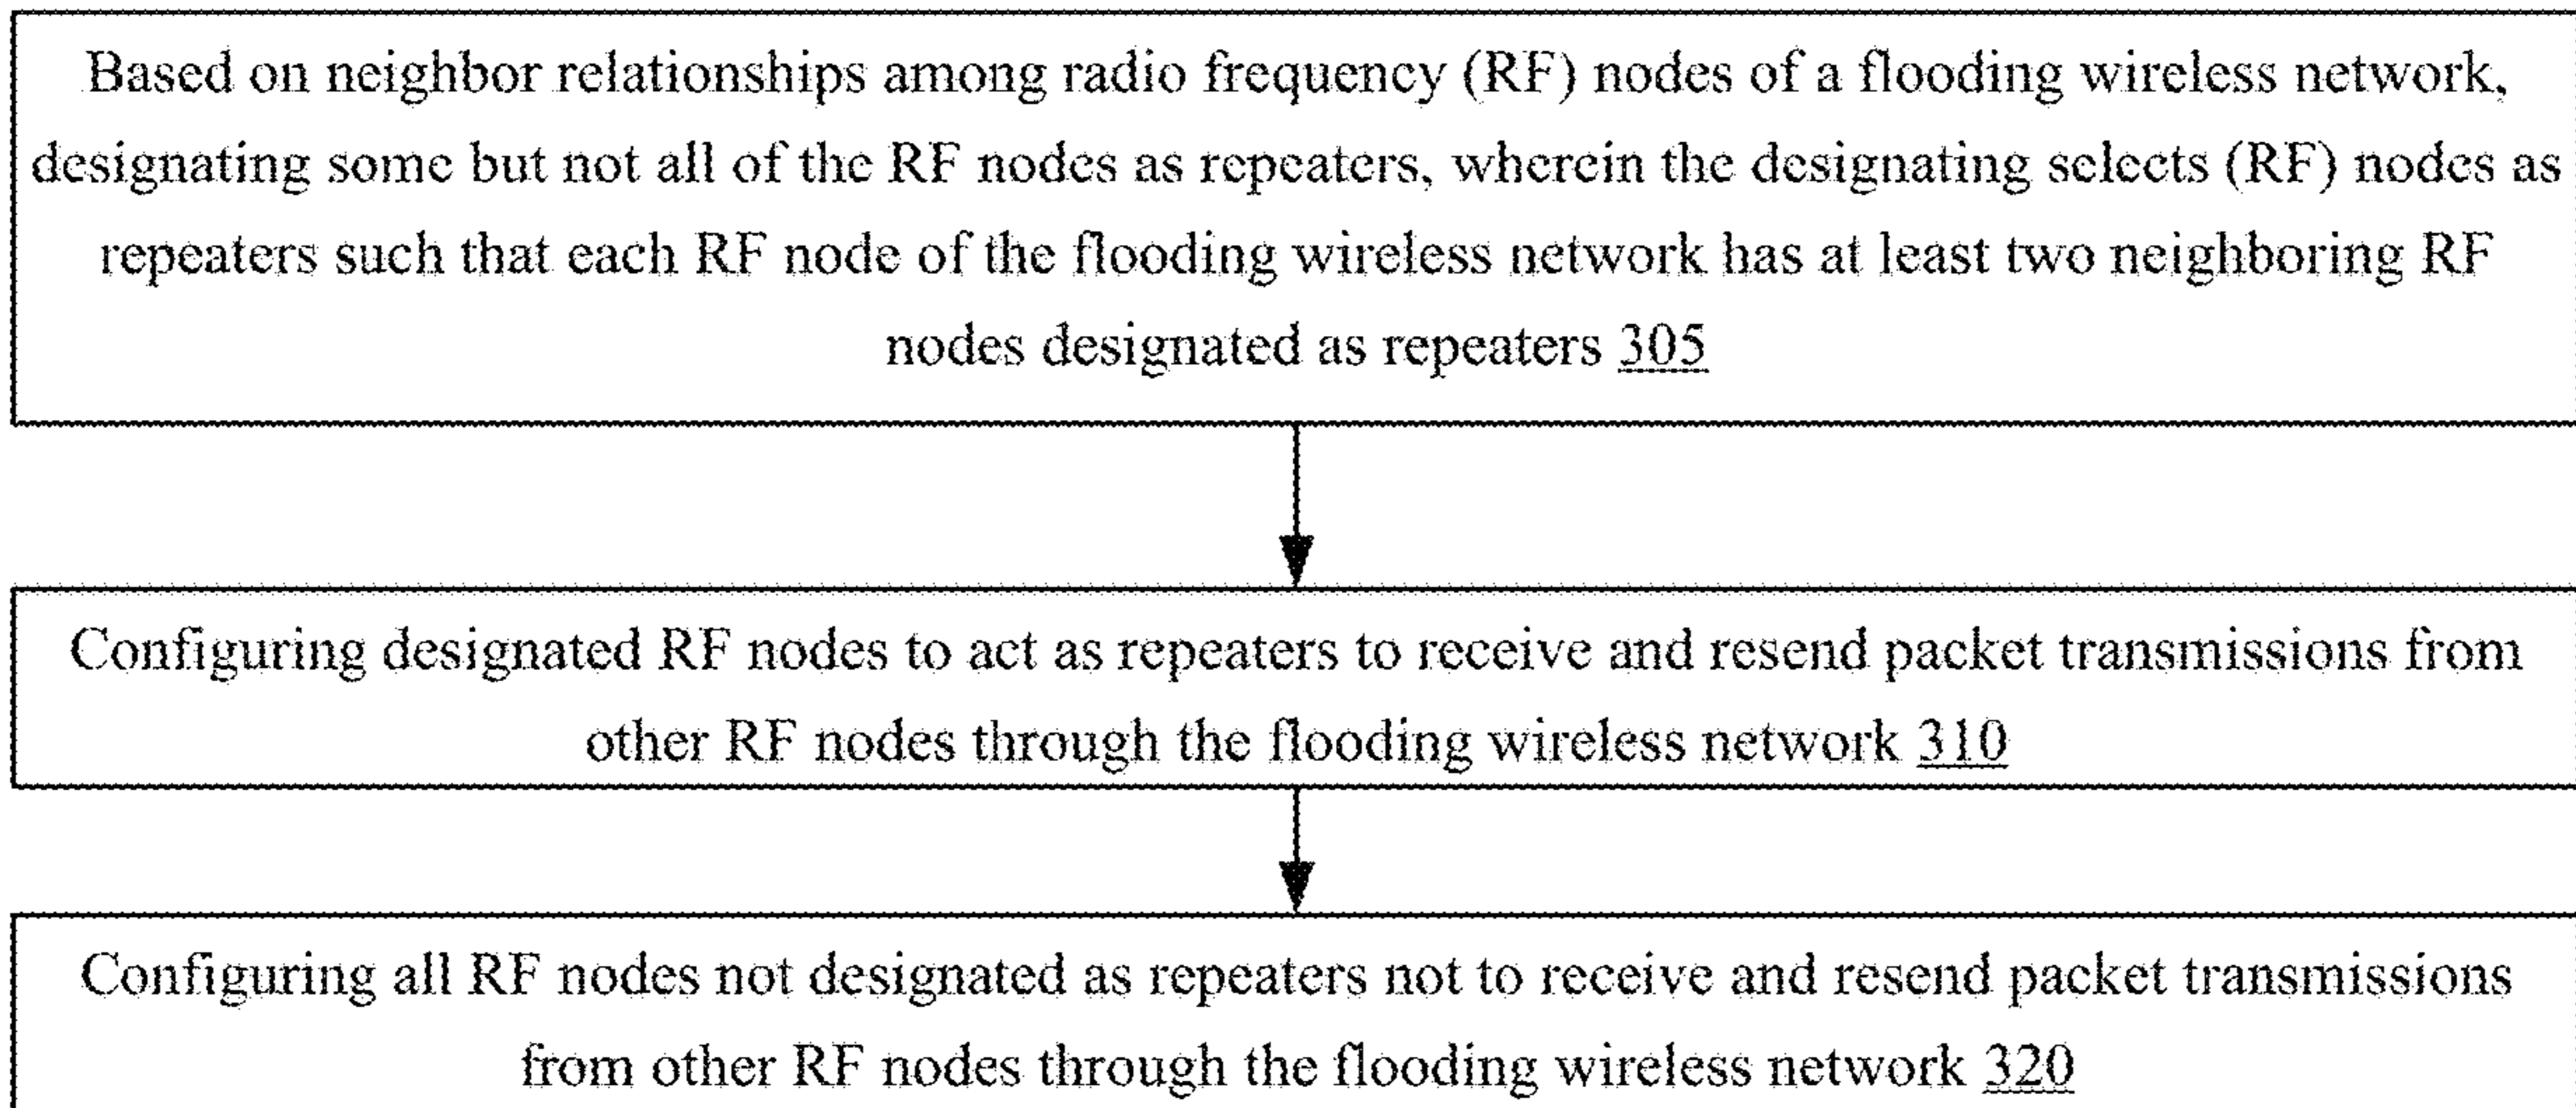 Based on neighbor relationships among radio frequency (RF) nodes of a flooding wireless network,
designating some but not all of the RF nodes as repeaters, wherein the designating selects (RF) nodes as
repeaters such that each RF node of the flooding wireless network has at least two neighboring RF
nodes designated as repeaters 305
Configuring designated RF nodes to act as repeaters to receive and resend packet transmissions from
other RF nodes through the flooding wireless network 310
Configuring all RF nodes not designated as repeaters not to receive and resend packet transmissions
from other RF nodes through the flooding wireless network 320